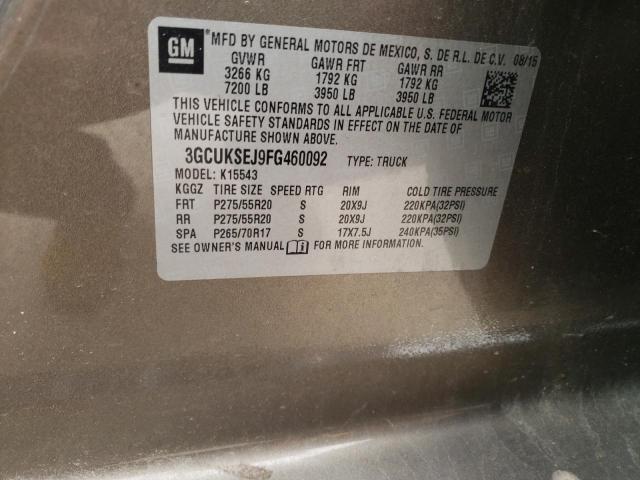 GM
MFD BY GENERAL MOTORS DE MEXICO, S. DE R.L. DE C.V. 08/15
GVWR GAWR FRT GAWR RR
3266 KG 1792 KG 1792 KG
7200 LB 3950 LB 3950 LB
THIS VEHICLE CONFORMS TO ALL APPLICABLE U.S. FEDERAL MOTOR
VEHICLE SAFETY STANDARDS IN EFFECT ON THE DATE OF
MANUFACTURE SHOWN ABOVE.
3GCUKSEJ9FG460092 TYPE: TRUCK
MODEL: K15543
KGGZ TIRE SIZE SPEED RTG RIM COLD TIRE PRESSURE
FRT P275/55R20 S 20X9J 220KPA(32PSI)
RR P275/55R20 S 20X9J 220KPA(32PSI)
SPA P265/70R17 S 17X7.5J 240KPA(35PSI)
SEE OWNER'S MANUAL FOR MORE INFORMATION.